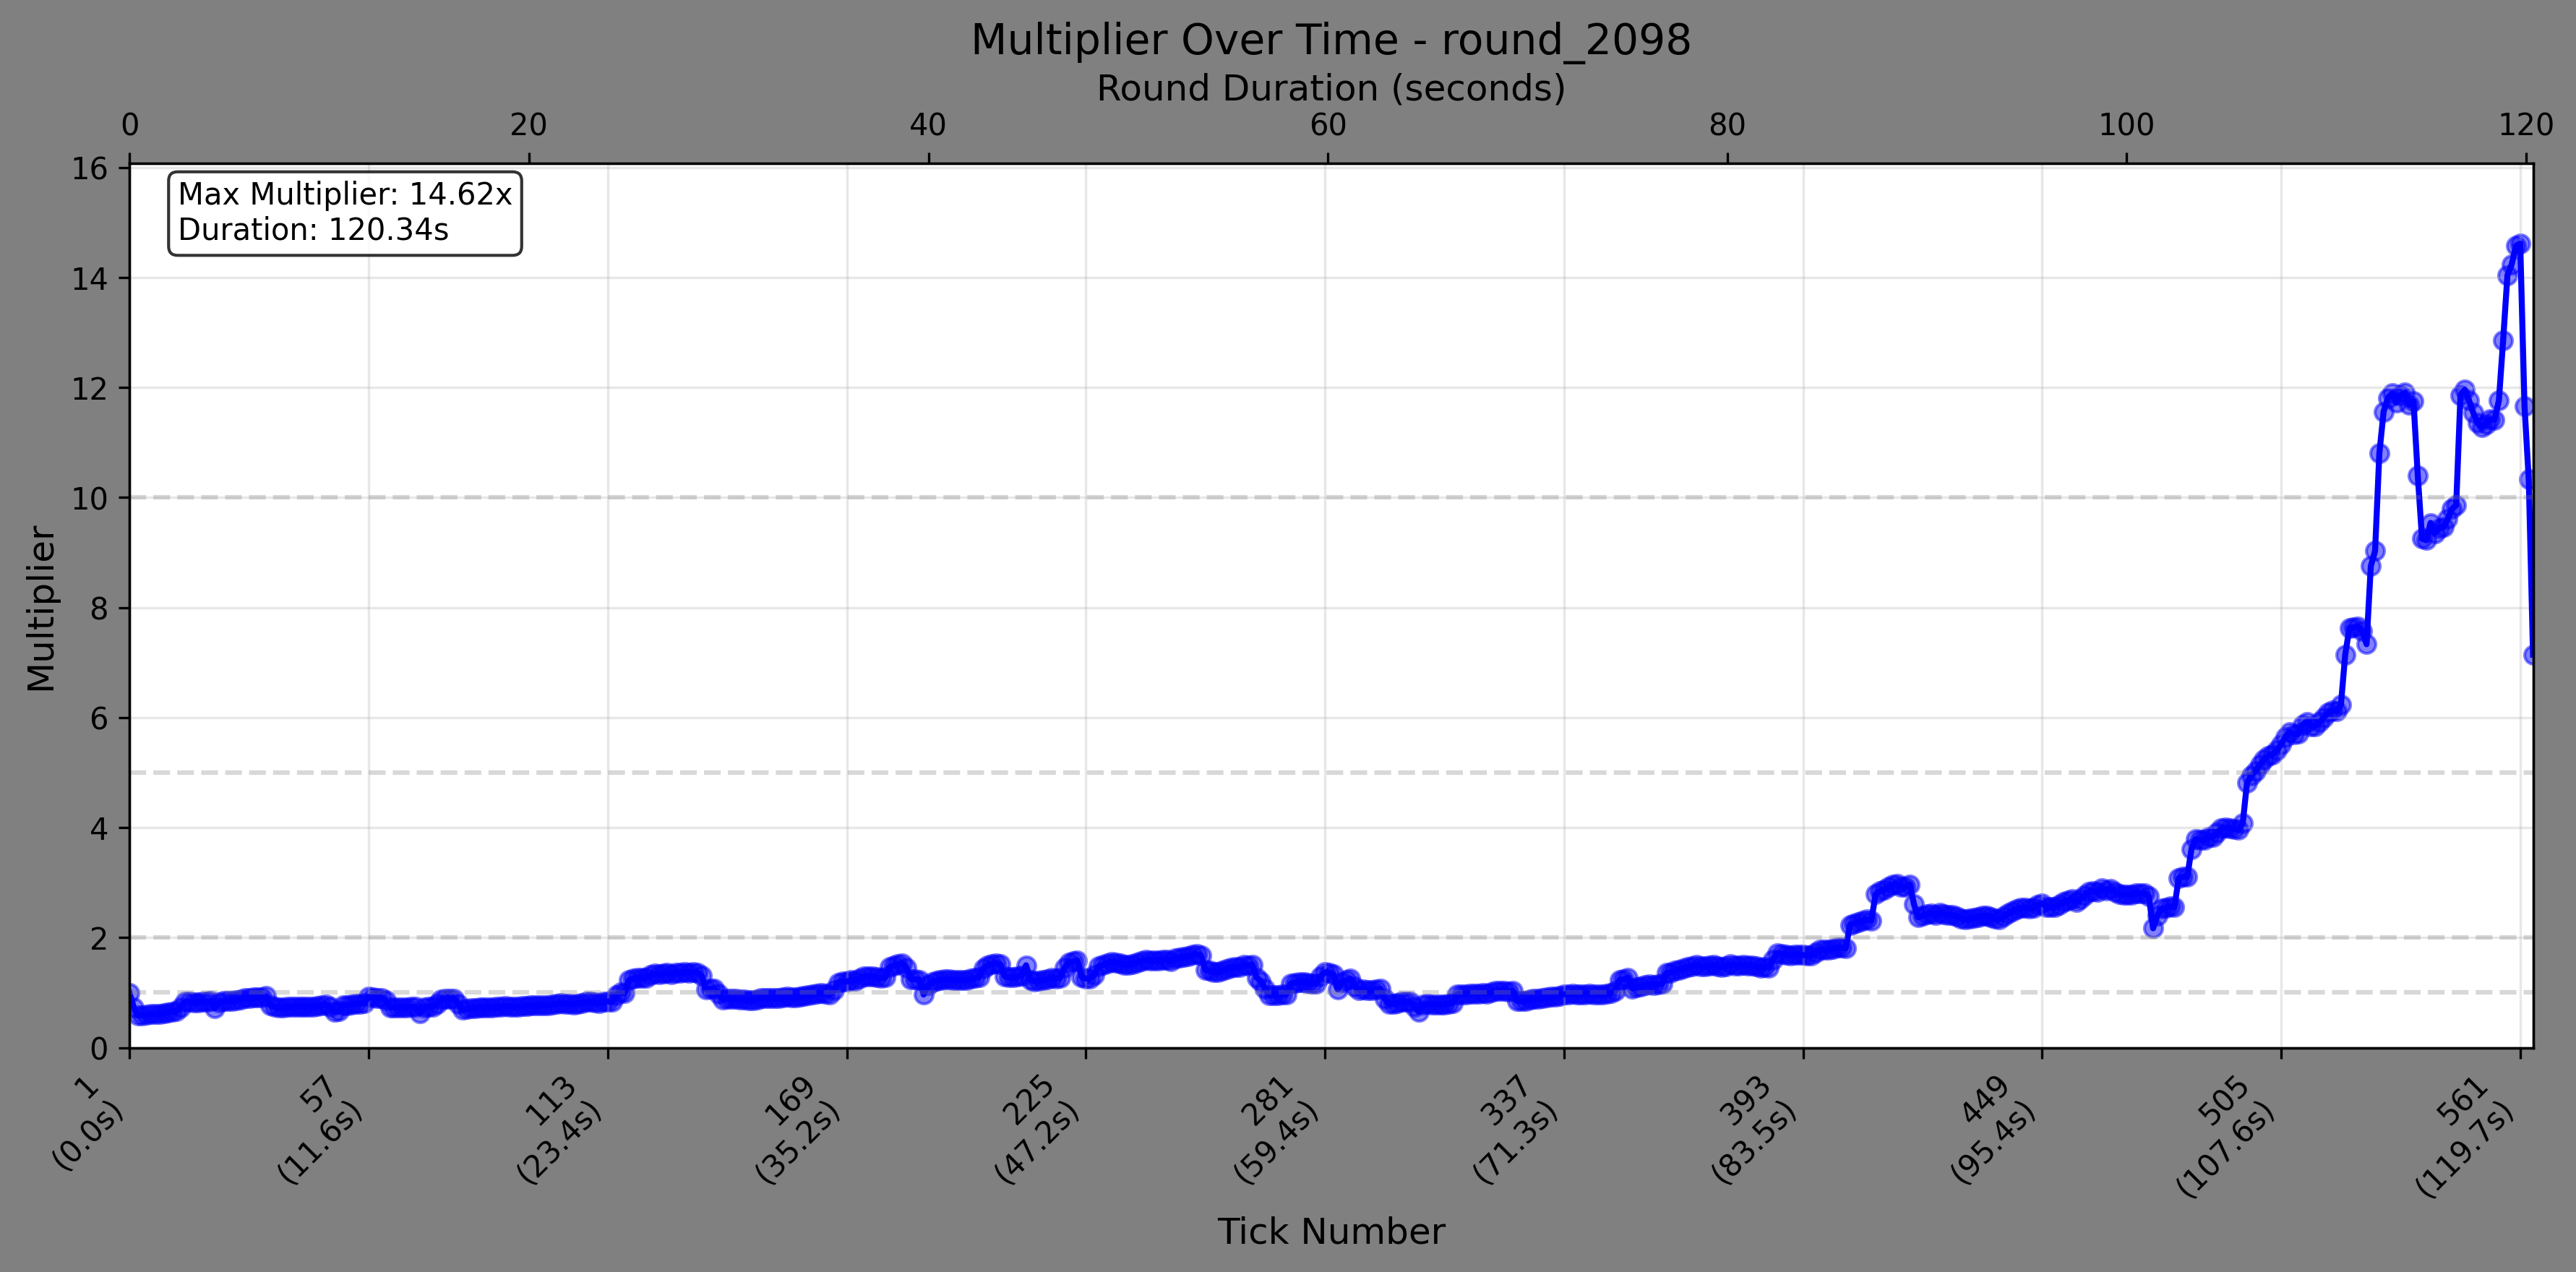 Multiplier Over Time - round_2098
Round Duration (seconds)
0 20 40 60 80 100 120
Max Multiplier: 14.62x
Duration: 120.34s
Multiplier
16
14
12
10
8
6
4
2
0
1
(0.0s)
57
(11.6s)
113
(23.4s)
169
(35.2s)
225
(47.2s)
281
(59.4s)
337
(71.3s)
393
(83.5s)
449
(95.4s)
505
(107.6s)
561
(119.7s)
Tick Number